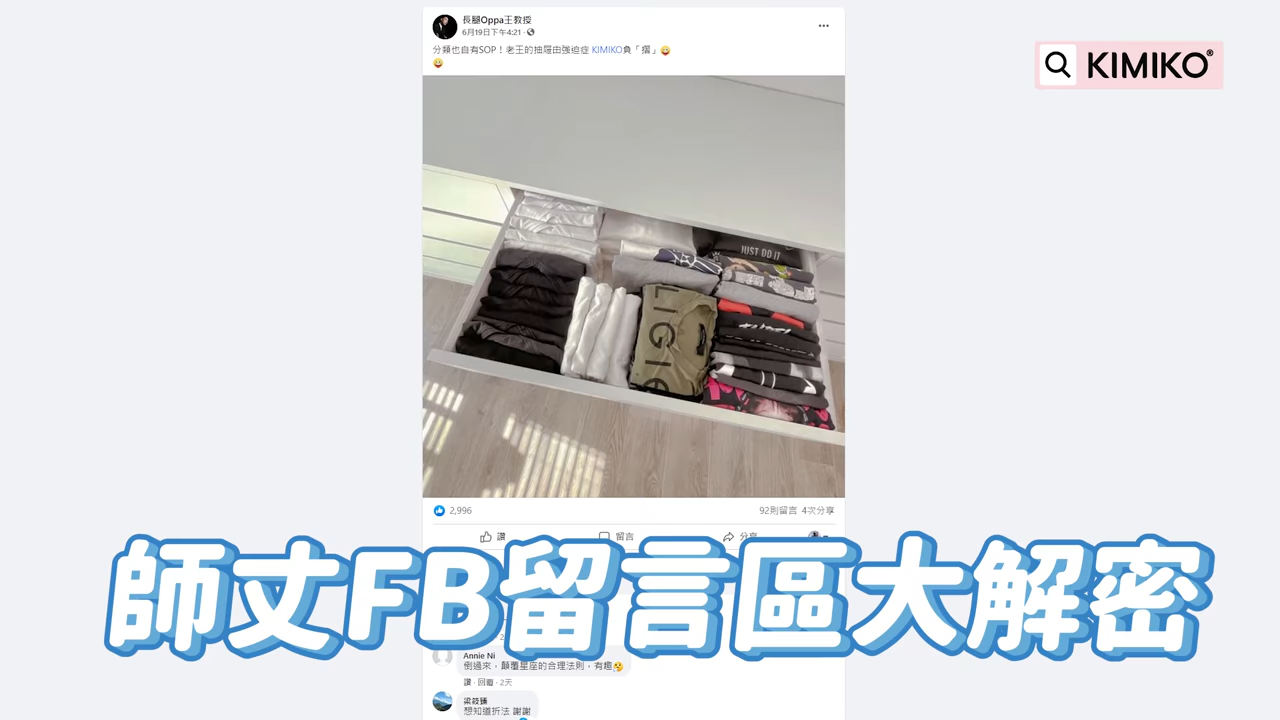 長腿Oppa王教授
6月19日下午4:21
分類也自有SOP！老王的抽屜由強迫症 KIMIKO負「摺」
KIMIKO®
JUST DO IT
LIGIE
2,996
92則留言 4次分享
讚
留言
分享
師丈FB留言區大解密
Annie Ni
倒過來，顛覆星座的合理法則，有趣
讚 · 回覆 · 2天
梁筱臻
想知道折法 謝謝